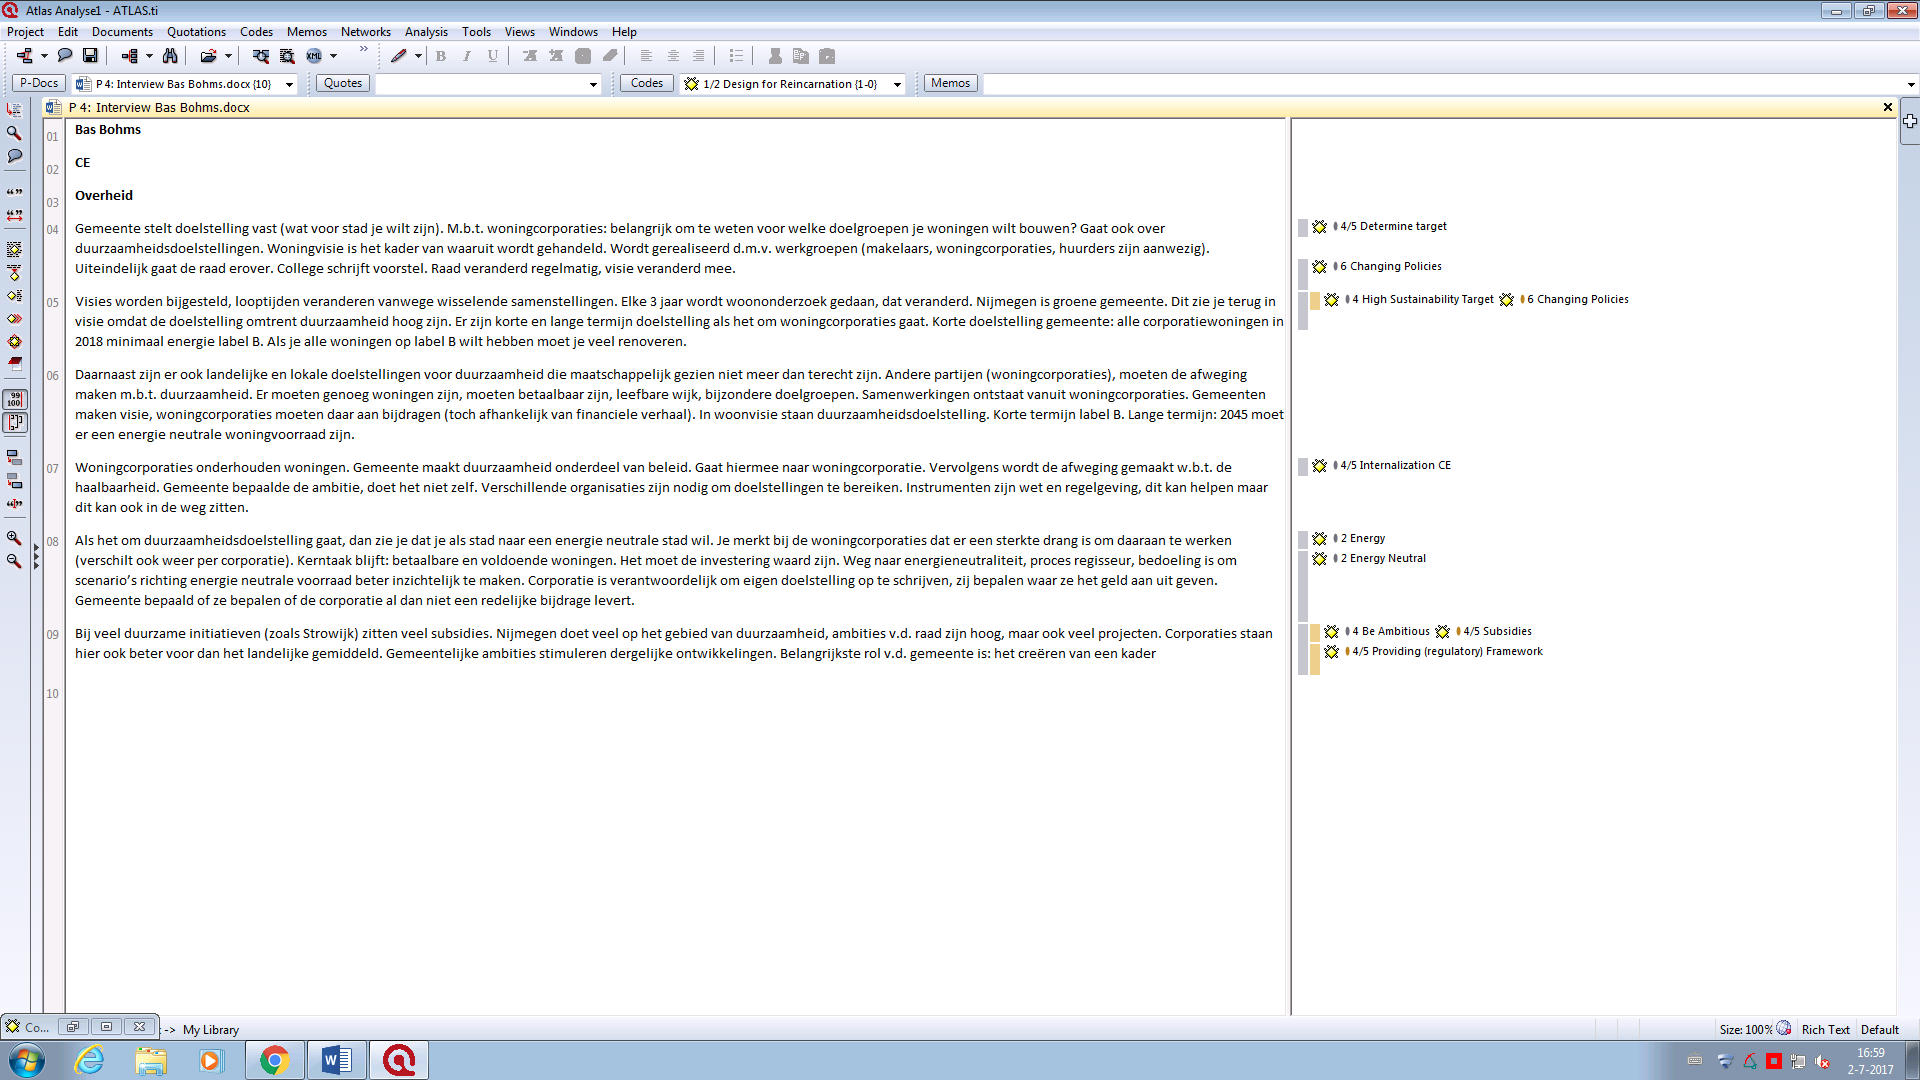 Atlas Analyse1 - ATLAS.ti
Project Edit Documents Quotations Codes Memos Networks Analysis Tools Views Windows Help
XML » B I U
P-Docs P 4: Interview Bas Bohms.docx {10} Quotes Codes 1/2 Design for Reincarnation {1-0} Memos
P 4: Interview Bas Bohms.docx
01 Bas Bohms
02 CE
03 Overheid
04 Gemeente stelt doelstelling vast (wat voor stad je wilt zijn). M.b.t. woningcorporaties: belangrijk om te weten voor welke doelgroepen je woningen wilt bouwen? Gaat ook over
duurzaamheidsdoelstellingen. Woningvisie is het kader van waaruit wordt gehandeld. Wordt gerealiseerd d.m.v. werkgroepen (makelaars, woningcorporaties, huurders zijn aanwezig).
Uiteindelijk gaat de raad erover. College schrijft voorstel. Raad veranderd regelmatig, visie veranderd mee.
05 Visies worden bijgesteld, looptijden veranderen vanwege wisselende samenstellingen. Elke 3 jaar wordt woononderzoek gedaan, dat veranderd. Nijmegen is groene gemeente. Dit zie je terug in
visie omdat de doelstelling omtrent duurzaamheid hoog zijn. Er zijn korte en lange termijn doelstelling als het om woningcorporaties gaat. Korte doelstelling gemeente: alle corporatiewoningen in
2018 minimaal energie label B. Als je alle woningen op label B wilt hebben moet je veel renoveren.
06 Daarnaast zijn er ook landelijke en lokale doelstellingen voor duurzaamheid die maatschappelijk gezien niet meer dan terecht zijn. Andere partijen (woningcorporaties), moeten de afweging
maken m.b.t. duurzaamheid. Er moeten genoeg woningen zijn, moeten betaalbaar zijn, leefbare wijk, bijzondere doelgroepen. Samenwerkingen ontstaat vanuit woningcorporaties. Gemeenten
maken visie, woningcorporaties moeten daar aan bijdragen (toch afhankelijk van financiele verhaal). In woonvisie staan duurzaamheidsdoelstelling. Korte termijn label B. Lange termijn: 2045 moet
er een energie neutrale woningvoorraad zijn.
07 Woningcorporaties onderhouden woningen. Gemeente maakt duurzaamheid onderdeel van beleid. Gaat hiermee naar woningcorporatie. Vervolgens wordt de afweging gemaakt w.b.t. de
haalbaarheid. Gemeente bepaalde de ambitie, doet het niet zelf. Verschillende organisaties zijn nodig om doelstellingen te bereiken. Instrumenten zijn wet en regelgeving, dit kan helpen maar
dit kan ook in de weg zitten.
08 Als het om duurzaamheidsdoelstelling gaat, dan zie je dat je als stad naar een energie neutrale stad wil. Je merkt bij de woningcorporaties dat er een sterkte drang is om daaraan te werken
(verschilt ook weer per corporatie). Kerntaak blijft: betaalbare en voldoende woningen. Het moet de investering waard zijn. Weg naar energieneutraliteit, proces regisseur, bedoeling is om
scenario's richting energie neutrale voorraad beter inzichtelijk te maken. Corporatie is verantwoordelijk om eigen doelstelling op te schrijven, zij bepalen waar ze het geld aan uit geven.
Gemeente bepaald of ze bepalen of de corporatie al dan niet een redelijke bijdrage levert.
09 Bij veel duurzame initiatieven (zoals Strowijk) zitten veel subsidies. Nijmegen doet veel op het gebied van duurzaamheid, ambities v.d. raad zijn hoog, maar ook veel projecten. Corporaties staan
hier ook beter voor dan het landelijke gemiddeld. Gemeentelijke ambities stimuleren dergelijke ontwikkelingen. Belangrijkste rol v.d. gemeente is: het creëren van een kader
10
4/5 Determine target
6 Changing Policies
4 High Sustainability Target 6 Changing Policies
4/5 Internalization CE
2 Energy
2 Energy Neutral
4 Be Ambitious 4/5 Subsidies
4/5 Providing (regulatory) Framework
99
100
Co... -> My Library
Size: 100% Rich Text Default
16:59
2-7-2017